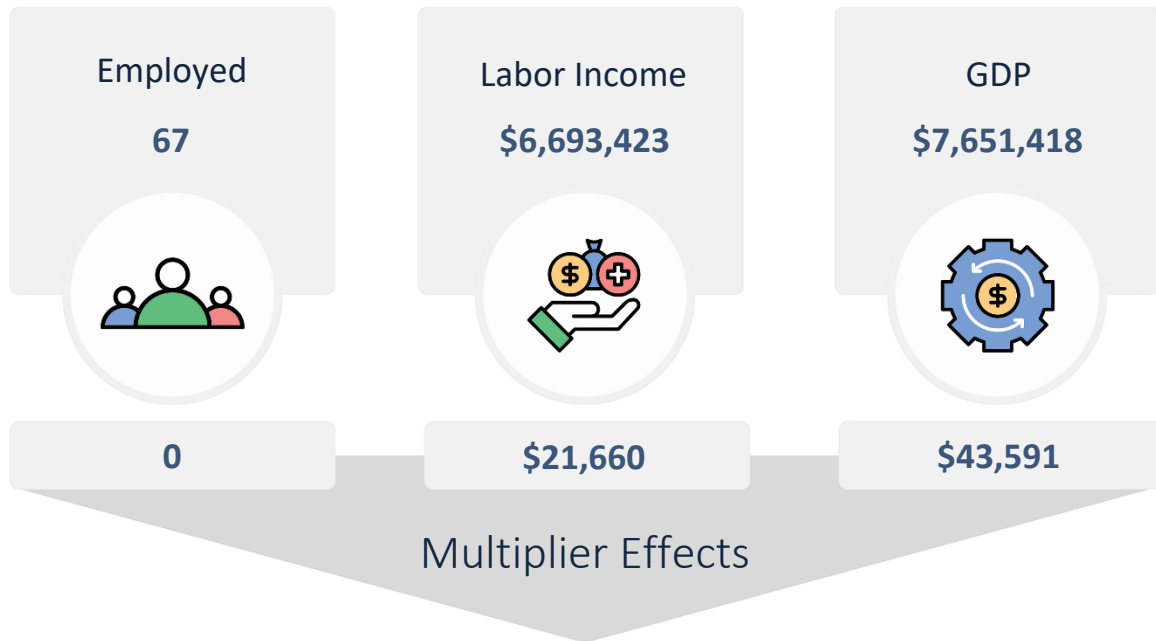 Employed
67
Labor Income
$6,693,423
GDP
$7,651,418
$
$
0
$21,660
$43,591
Multiplier Effects